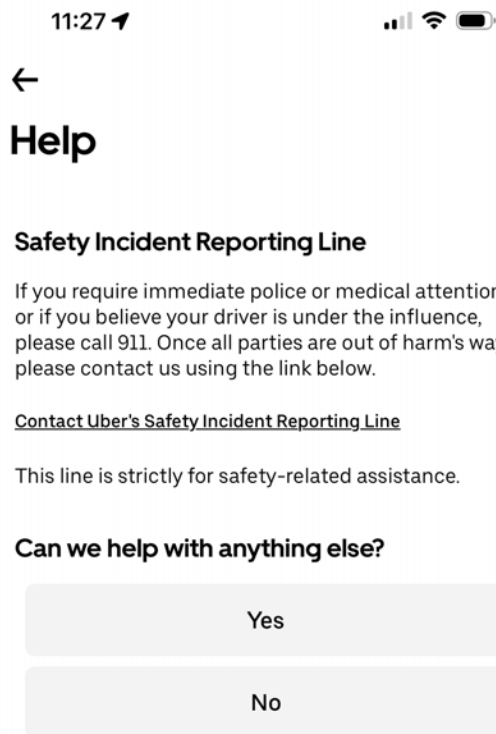 11:27
Help
Safety Incident Reporting Line
If you require immediate police or medical attention
or if you believe your driver is under the influence,
please call 911. Once all parties are out of harm's way
please contact us using the link below.
Contact Uber's Safety Incident Reporting Line
This line is strictly for safety-related assistance.
Can we help with anything else?
Yes
No